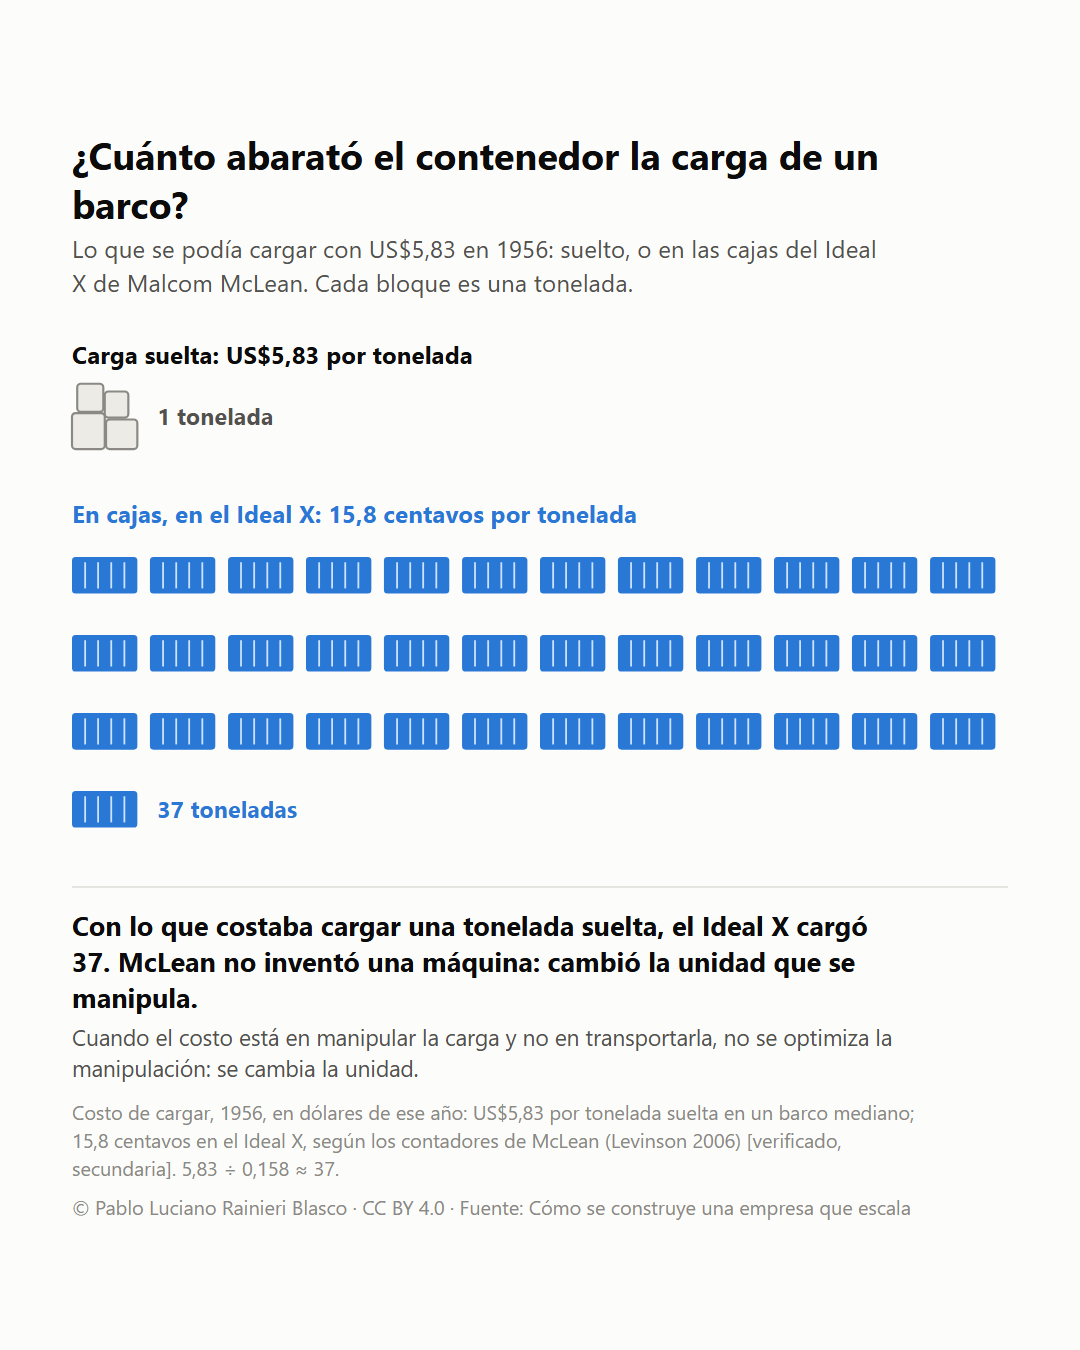 ¿Cuánto abarató el contenedor la carga de un
barco?
Lo que se podía cargar con US$5,83 en 1956: suelto, o en las cajas del Ideal
X de Malcom McLean. Cada bloque es una tonelada.
Carga suelta: US$5,83 por tonelada
1 tonelada
En cajas, en el Ideal X: 15,8 centavos por tonelada
37 toneladas
Con lo que costaba cargar una tonelada suelta, el Ideal X cargó
37. McLean no inventó una máquina: cambió la unidad que se
manipula.
Cuando el costo está en manipular la carga y no en transportarla, no se optimiza la
manipulación: se cambia la unidad.
Costo de cargar, 1956, en dólares de ese año: US$5,83 por tonelada suelta en un barco mediano;
15,8 centavos en el Ideal X, según los contadores de McLean (Levinson 2006) [verificado,
secundaria]. 5,83 ÷ 0,158 ≈ 37.
© Pablo Luciano Rainieri Blasco · CC BY 4.0 · Fuente: Cómo se construye una empresa que escala